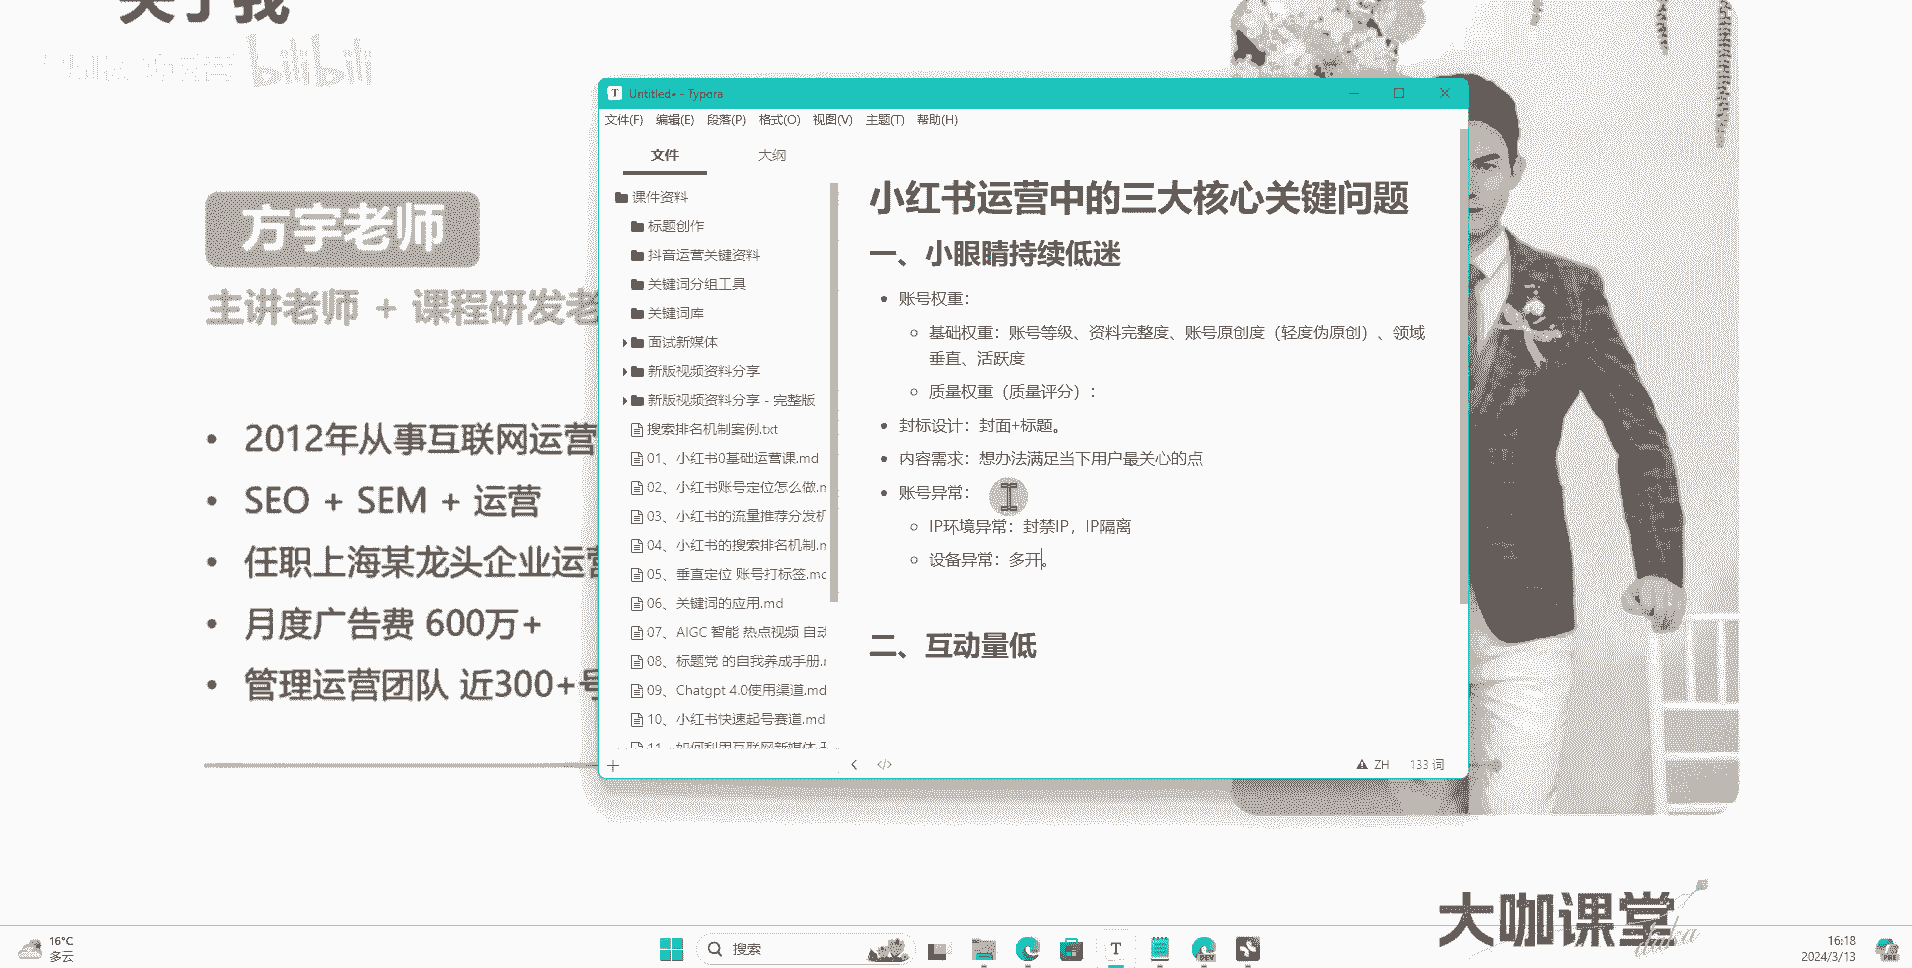 关于我
bilibili
方宇老师
主讲老师 + 课程研发老
2012年从事互联网运营
SEO + SEM + 运营
任职上海某龙头企业运营
月度广告费 600万+
管理运营团队 近300+号
Untitled• - Typora
文件(F) 编辑(E) 段落(P) 格式(O) 视图(V) 主题(T) 帮助(H)
文件 大纲
课件资料
标题创作
抖音运营关键资料
关键词分组工具
关键词库
面试新媒体
新版视频资料分享
新版视频资料分享 - 完整版
搜索排名机制案例.txt
01、小红书0基础运营课.md
02、小红书账号定位怎么做.m
03、小红书的流量推荐分发机
04、小红书的搜索排名机制.m
05、垂直定位 账号打标签.md
06、关键词的应用.md
07、AIGC 智能 热点视频 自动
08、标题党 的自我养成手册.m
09、Chatgpt 4.0使用渠道.md
10、小红书快速起号赛道.md
11、如何利用互联网新媒体
小红书运营中的三大核心关键问题
一、小眼睛持续低迷
账号权重：
基础权重：账号等级、资料完整度、账号原创度（轻度伪原创）、领域
垂直、活跃度
质量权重（质量评分）：
封标设计：封面+标题。
内容需求：想办法满足当下用户最关心的点
账号异常：
IP环境异常：封禁IP，IP隔离
设备异常：多开。
二、互动量低
ZH 133 词
大咖课堂
daka
16°C
多云
搜索
DEV
16:18
2024/3/13
PRE